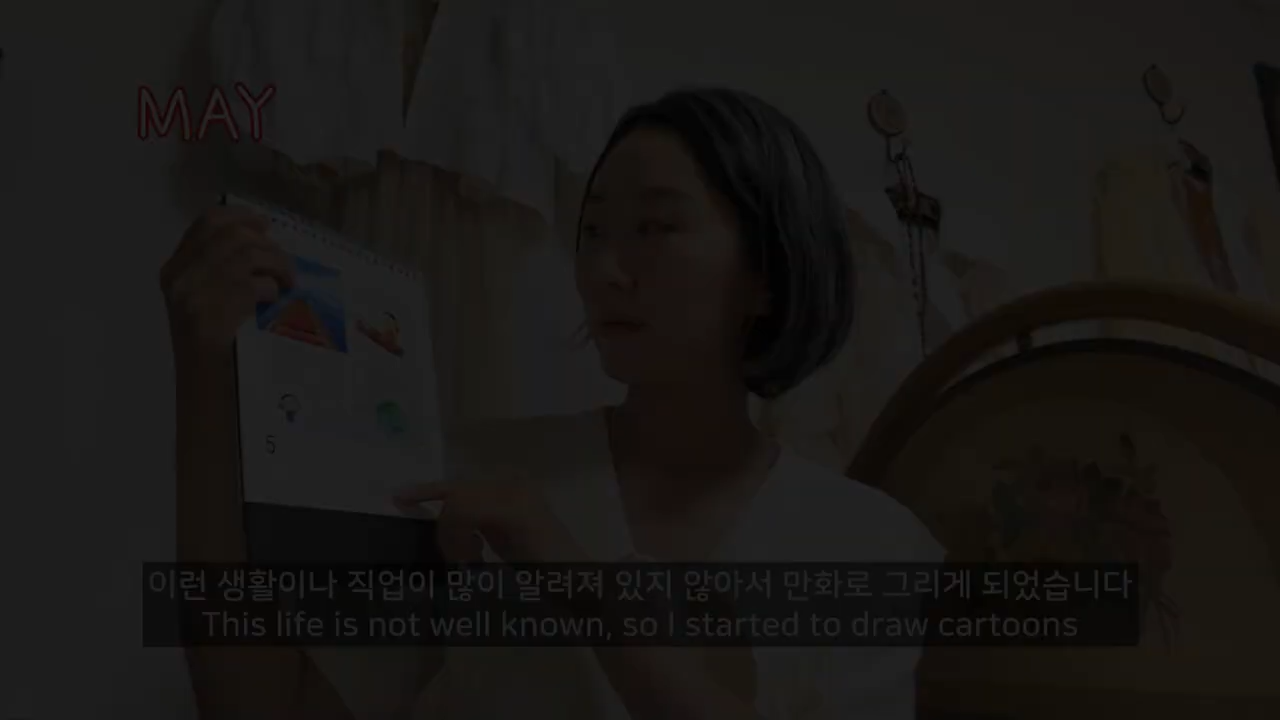 MAY
5
이런 생활이나 직업이 많이 알려져 있지 않아서 만화로 그리게 되었습니다
This life is not well known, so I started to draw cartoons